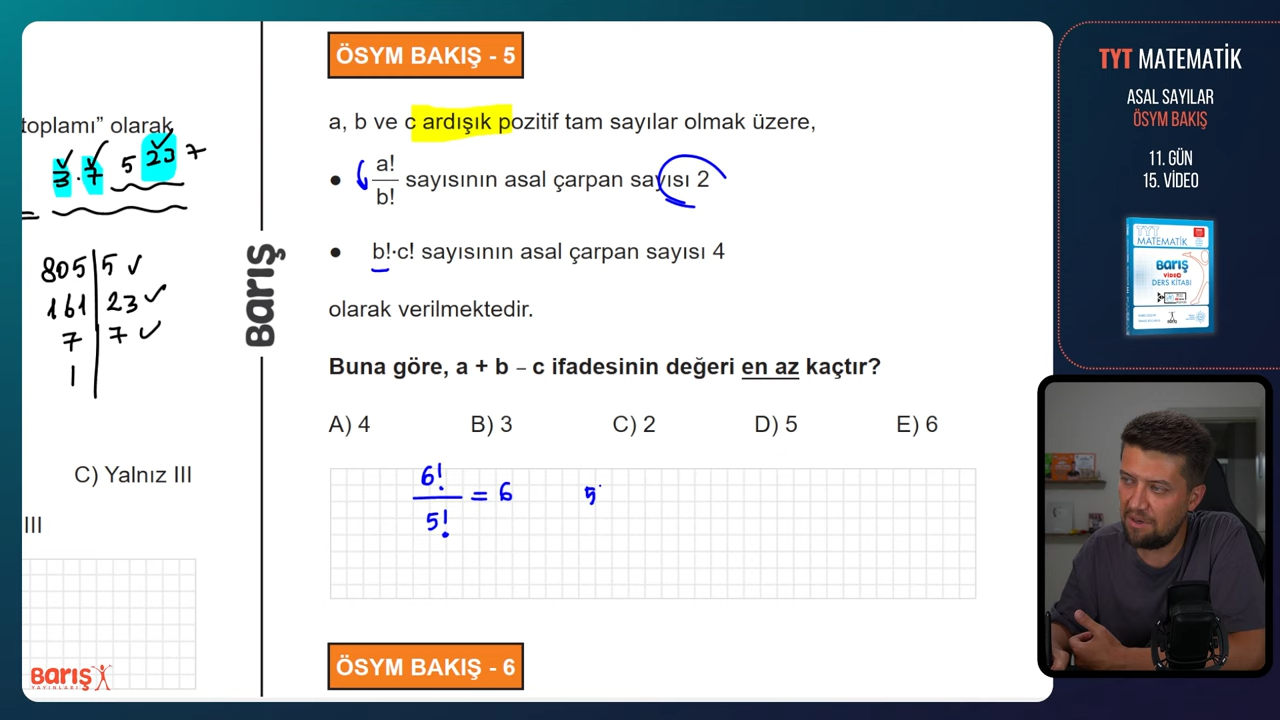 toplamı” olarak
3 . 7 5 23 7
=
805 | 5 ✓
161 | 23 ✓
7 | 7 ✓
1
C) Yalnız III
III
BARIŞ
YAYINLARI
Barış
ÖSYM BAKIŞ - 5
a, b ve c ardışık pozitif tam sayılar olmak üzere,
● a!/b! sayısının asal çarpan sayısı 2
● b!·c! sayısının asal çarpan sayısı 4
olarak verilmektedir.
Buna göre, a + b – c ifadesinin değeri en az kaçtır?
A) 4 B) 3 C) 2 D) 5 E) 6
6!/5! = 6 5
ÖSYM BAKIŞ - 6
TYT MATEMATİK
ASAL SAYILAR
ÖSYM BAKIŞ
11. GÜN
15. VİDEO
TYT
MATEMATİK
BARIŞ
VİDEO
DERS KİTABI